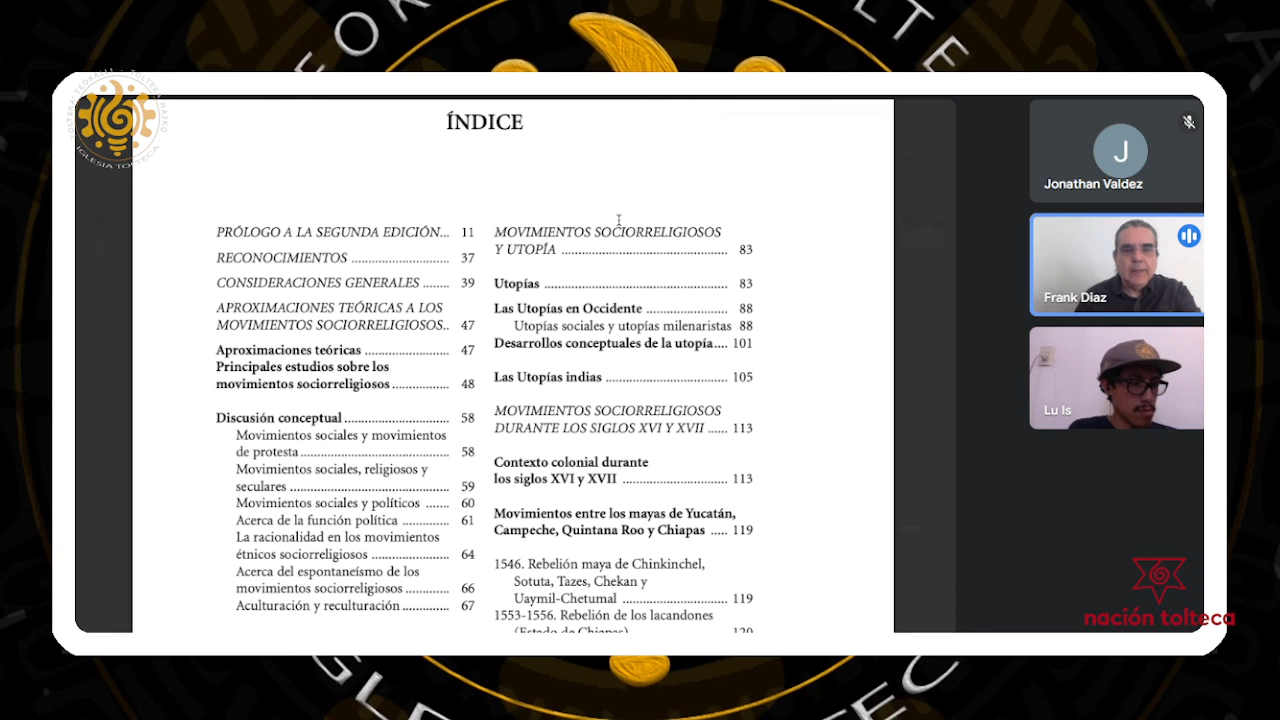 ÍNDICE
PRÓLOGO A LA SEGUNDA EDICIÓN... 11
RECONOCIMIENTOS ........................... 37
CONSIDERACIONES GENERALES ........ 39
APROXIMACIONES TEÓRICAS A LOS
MOVIMIENTOS SOCIORRELIGIOSOS.. 47
Aproximaciones teóricas ....................... 47
Principales estudios sobre los
movimientos sociorreligiosos ............... 48
Discusión conceptual ............................ 58
Movimientos sociales y movimientos
de protesta ....................................... 58
Movimientos sociales, religiosos y
seculares .......................................... 59
Movimientos sociales y políticos ...... 60
Acerca de la función política ............. 61
La racionalidad en los movimientos
étnicos sociorreligiosos ..................... 64
Acerca del espontaneísmo de los
movimientos sociorreligiosos ............ 66
Aculturación y reculturación ............. 67
MOVIMIENTOS SOCIORRELIGIOSOS
Y UTOPÍA ............................................ 83
Utopías ................................................ 83
Las Utopías en Occidente ...................... 88
Utopías sociales y utopías milenaristas 88
Desarrollos conceptuales de la utopía.... 101
Las Utopías indias ................................. 105
MOVIMIENTOS SOCIORRELIGIOSOS
DURANTE LOS SIGLOS XVI Y XVII ...... 113
Contexto colonial durante
los siglos XVI y XVII ............................ 113
Movimientos entre los mayas de Yucatán,
Campeche, Quintana Roo y Chiapas ..... 119
1546. Rebelión maya de Chinkinchel,
Sotuta, Tazes, Chekan y
Uaymil-Chetumal ............................. 119
1553-1556. Rebelión de los lacandones
(Estado de Chiapas) 120
J
Jonathan Valdez
Frank Diaz
Lu Is
nación tolteca
IGLESIA TOLTECA